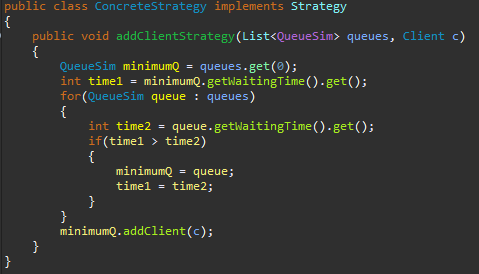 public class ConcreteStrategy implements Strategy
{
    public void addClientStrategy(List<QueueSim> queues, Client c)
    {
        QueueSim minimumQ = queues.get(0);
        int time1 = minimumQ.getWaitingTime().get();
        for(QueueSim queue : queues)
        {
            int time2 = queue.getWaitingTime().get();
            if(time1 > time2)
            {
                minimumQ = queue;
                time1 = time2;
            }
        }
        minimumQ.addClient(c);
    }
}